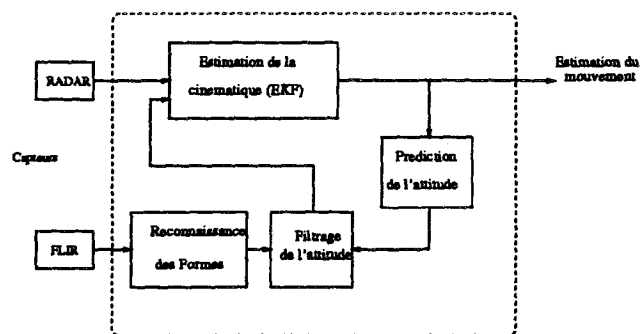 Estimation de la
cinematique (EKF)
RADAR
Estimation du
mouvement
Capteurs
Prediction
de l'attitude
FLIR
Reconnaissance
des Formes
Filtrage
de l'attitude